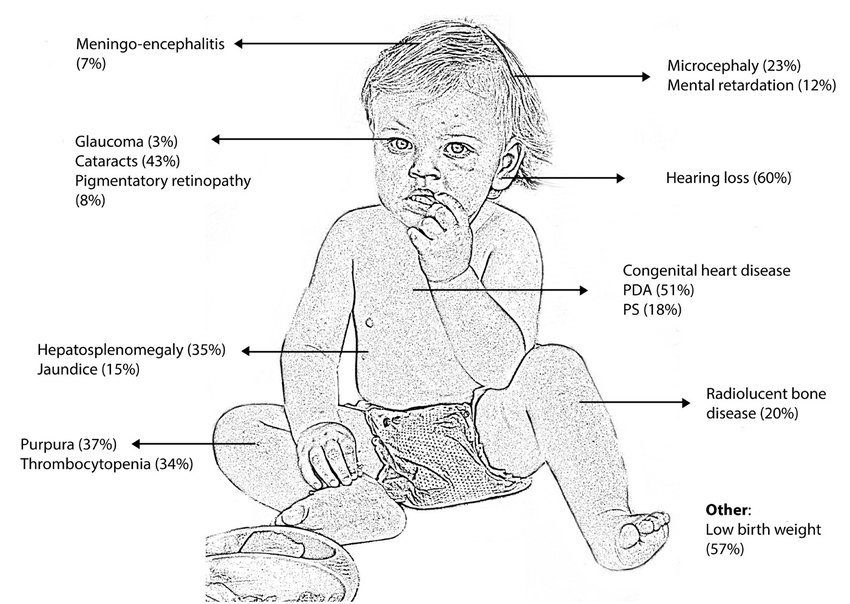 Meningo-encephalitis
(7%)
Microcephaly (23%)
Mental retardation (12%)
Glaucoma (3%)
Cataracts (43%)
Pigmentatory retinopathy
(8%)
Hearing loss (60%)
Congenital heart disease
PDA (51%)
PS (18%)
Hepatosplenomegaly (35%)
Jaundice (15%)
Radiolucent bone
disease (20%)
Purpura (37%)
Thrombocytopenia (34%)
Other:
Low birth weight
(57%)